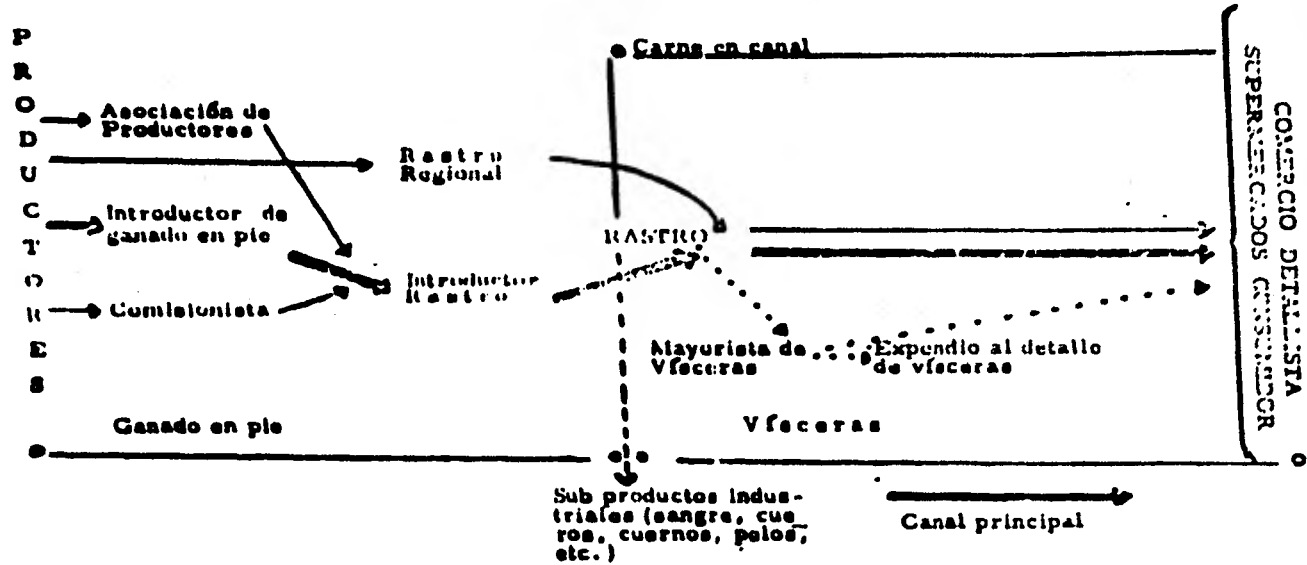 PRODUCTORES
Carne en canal
Asociación de
Productores
Rastro
Regional
Introductor de
ganado en pie
RASTRO
Introductor
Rastro
Comisionista
Mayorista de
Vísceras
Expendio al detalle
de vísceras
Ganado en pie
Vísceras
Sub productos indus-
triales (sangre, cue_
ros, cuernos, pelos,
etc.)
Canal principal
COMERCIO DETALLISTA
SUPERMERCADOS CONSUMIDOR